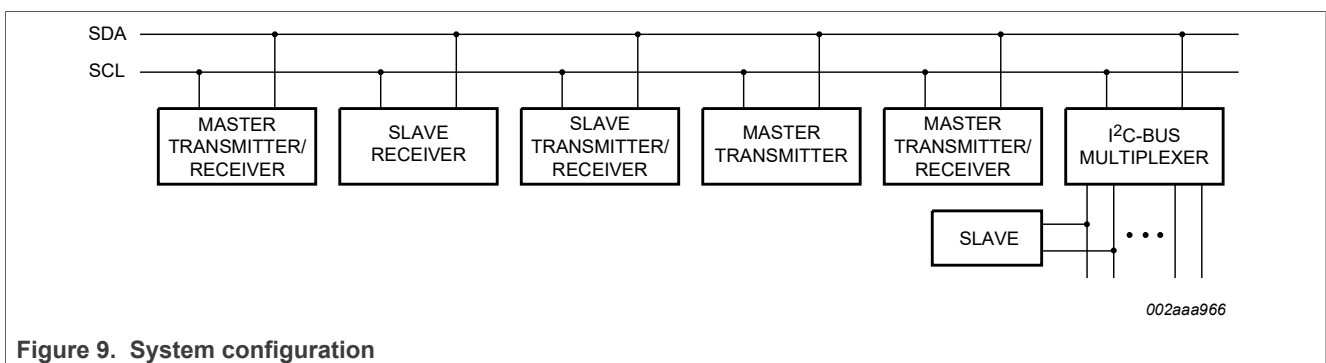 SDA
SCL
MASTER
TRANSMITTER/
RECEIVER
SLAVE
RECEIVER
SLAVE
TRANSMITTER/
RECEIVER
MASTER
TRANSMITTER
MASTER
TRANSMITTER/
RECEIVER
I²C-BUS
MULTIPLEXER
SLAVE
002aaa966
Figure 9. System configuration